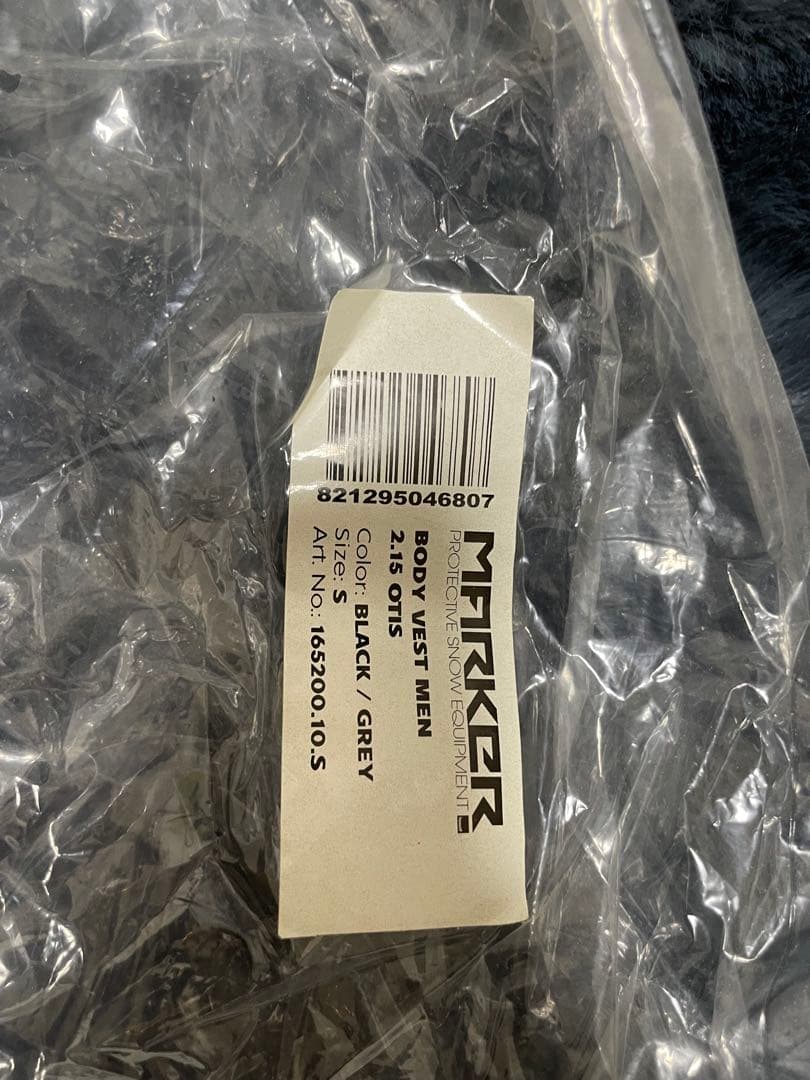 821295046807
MARKER
PROTECTIVE SNOW EQUIPMENT
BODY VEST MEN
2.15 OTIS
Color: BLACK / GREY
Size: S
Art. No.: 165200.10.S